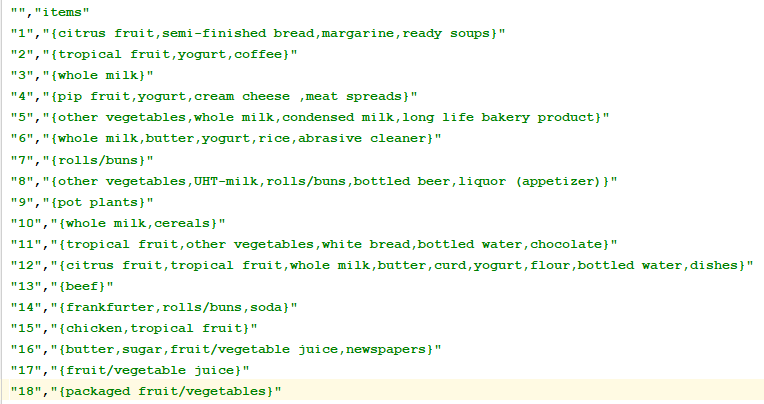 "","items"
"1","{citrus fruit,semi-finished bread,margarine,ready soups}"
"2","{tropical fruit,yogurt,coffee}"
"3","{whole milk}"
"4","{pip fruit,yogurt,cream cheese ,meat spreads}"
"5","{other vegetables,whole milk,condensed milk,long life bakery product}"
"6","{whole milk,butter,yogurt,rice,abrasive cleaner}"
"7","{rolls/buns}"
"8","{other vegetables,UHT-milk,rolls/buns,bottled beer,liquor (appetizer)}"
"9","{pot plants}"
"10","{whole milk,cereals}"
"11","{tropical fruit,other vegetables,white bread,bottled water,chocolate}"
"12","{citrus fruit,tropical fruit,whole milk,butter,curd,yogurt,flour,bottled water,dishes}"
"13","{beef}"
"14","{frankfurter,rolls/buns,soda}"
"15","{chicken,tropical fruit}"
"16","{butter,sugar,fruit/vegetable juice,newspapers}"
"17","{fruit/vegetable juice}"
"18","{packaged fruit/vegetables}"